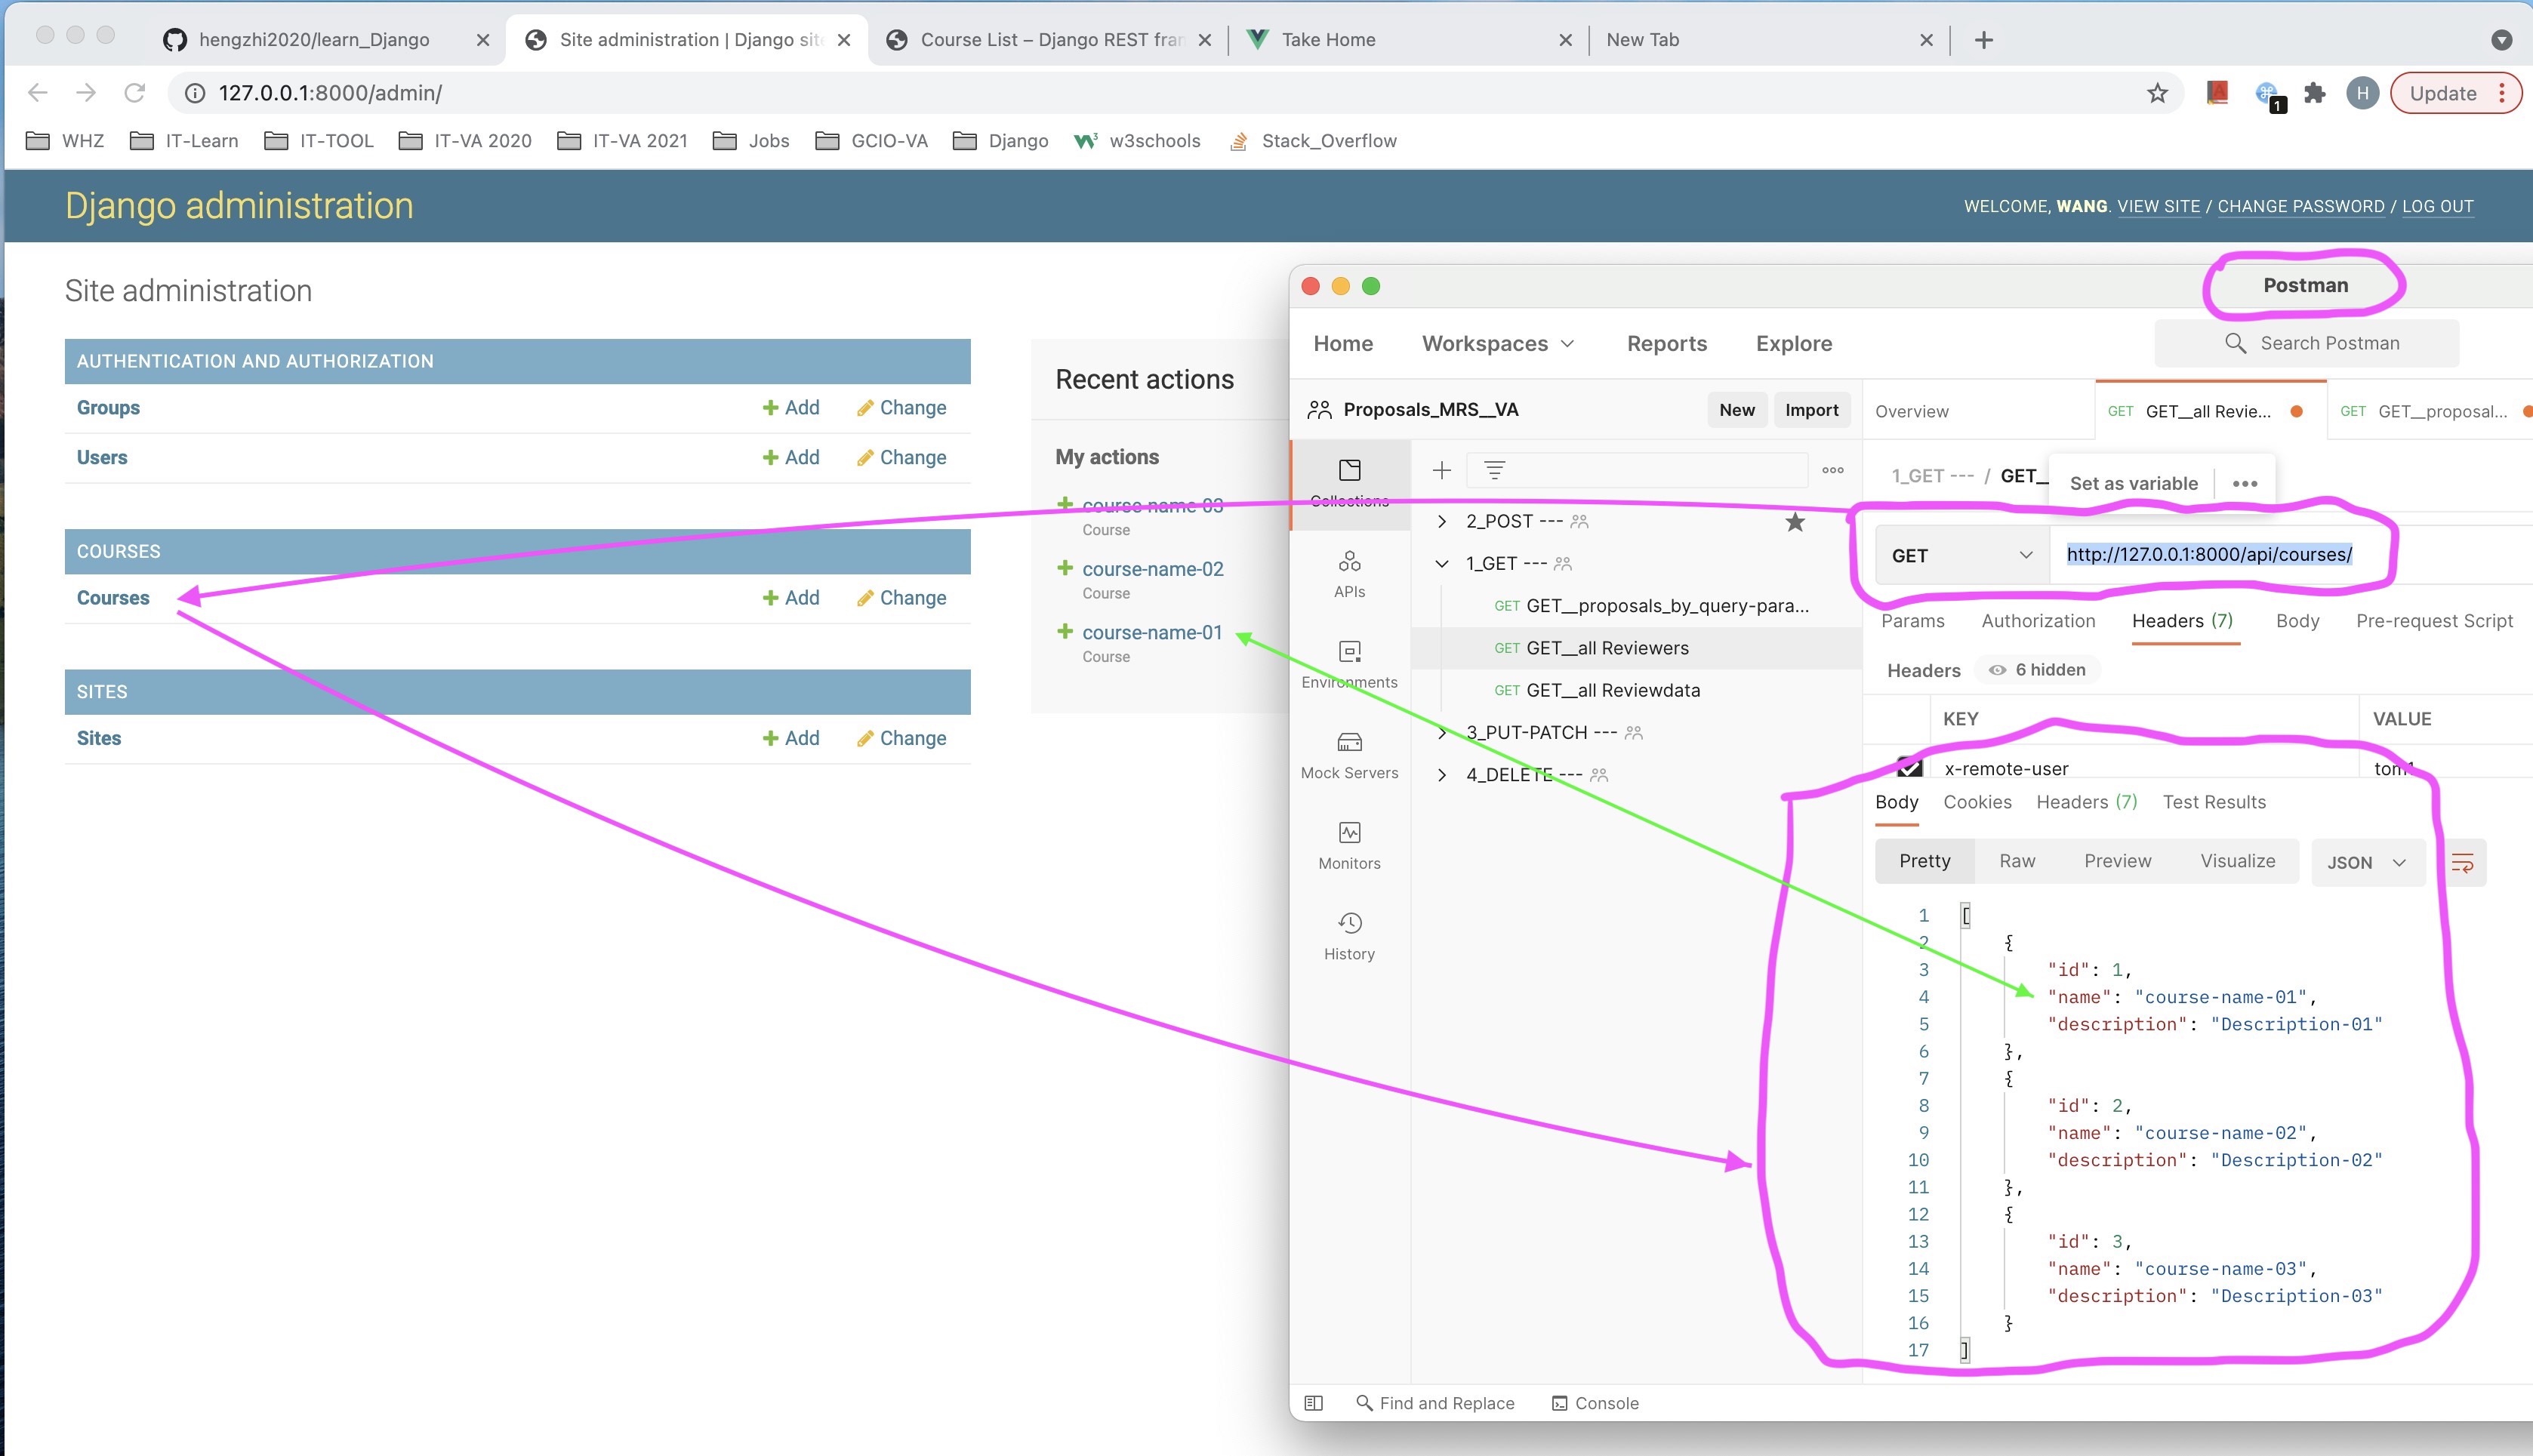 hengzhi2020/learn_Django
Site administration | Django site
Course List – Django REST fram
Take Home
New Tab
127.0.0.1:8000/admin/
1
H
Update
WHZ
IT-Learn
IT-TOOL
IT-VA 2020
IT-VA 2021
Jobs
GCIO-VA
Django
w3schools
Stack_Overflow
Django administration
WELCOME, WANG. VIEW SITE / CHANGE PASSWORD / LOG OUT
Site administration
AUTHENTICATION AND AUTHORIZATION
Groups Add Change
Users Add Change
COURSES
Courses Add Change
SITES
Sites Add Change
Recent actions
My actions
course-name-03
Course
course-name-02
Course
course-name-01
Course
Postman
Home Workspaces Reports Explore
Search Postman
Proposals_MRS__VA
New Import
Collections
APIs
Environments
Mock Servers
Monitors
History
2_POST ---
1_GET ---
GET GET__proposals_by_query-para...
GET GET__all Reviewers
GET GET__all Reviewdata
3_PUT-PATCH ---
4_DELETE ---
Overview
GET GET__all Revie...
GET GET__proposal...
1_GET --- / GET__
Set as variable
GET http://127.0.0.1:8000/api/courses/
Params Authorization Headers (7) Body Pre-request Script
Headers 6 hidden
KEY VALUE
x-remote-user tom1
Body Cookies Headers (7) Test Results
Pretty Raw Preview Visualize JSON
1 [
2 {
3 "id": 1,
4 "name": "course-name-01",
5 "description": "Description-01"
6 },
7 {
8 "id": 2,
9 "name": "course-name-02",
10 "description": "Description-02"
11 },
12 {
13 "id": 3,
14 "name": "course-name-03",
15 "description": "Description-03"
16 }
17 ]
Find and Replace
Console